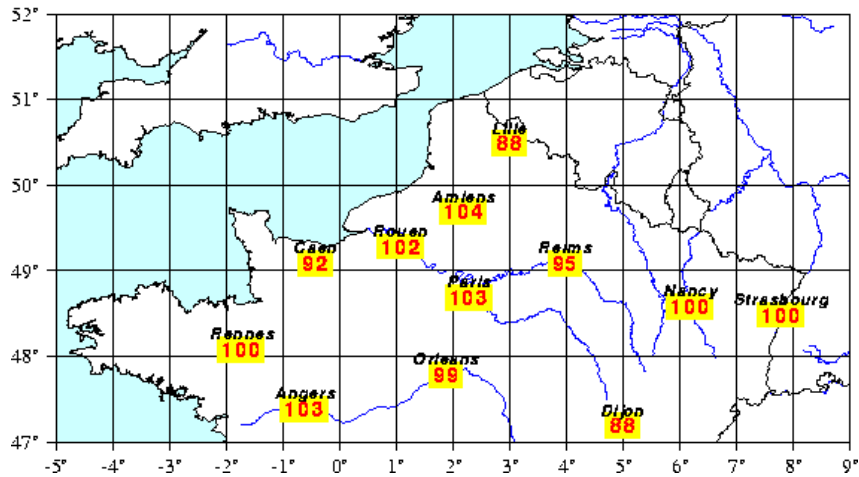 52°
51°
Lille
88
50°
Amiens
104
Rouen
102
Caen
92
Reims
95
49°
Paris
103
Nancy
100
Strasbourg
100
Rennes
100
48°
Orleans
99
Angers
103
Dijon
88
47°
-5° -4° -3° -2° -1° 0° 1° 2° 3° 4° 5° 6° 7° 8° 9°